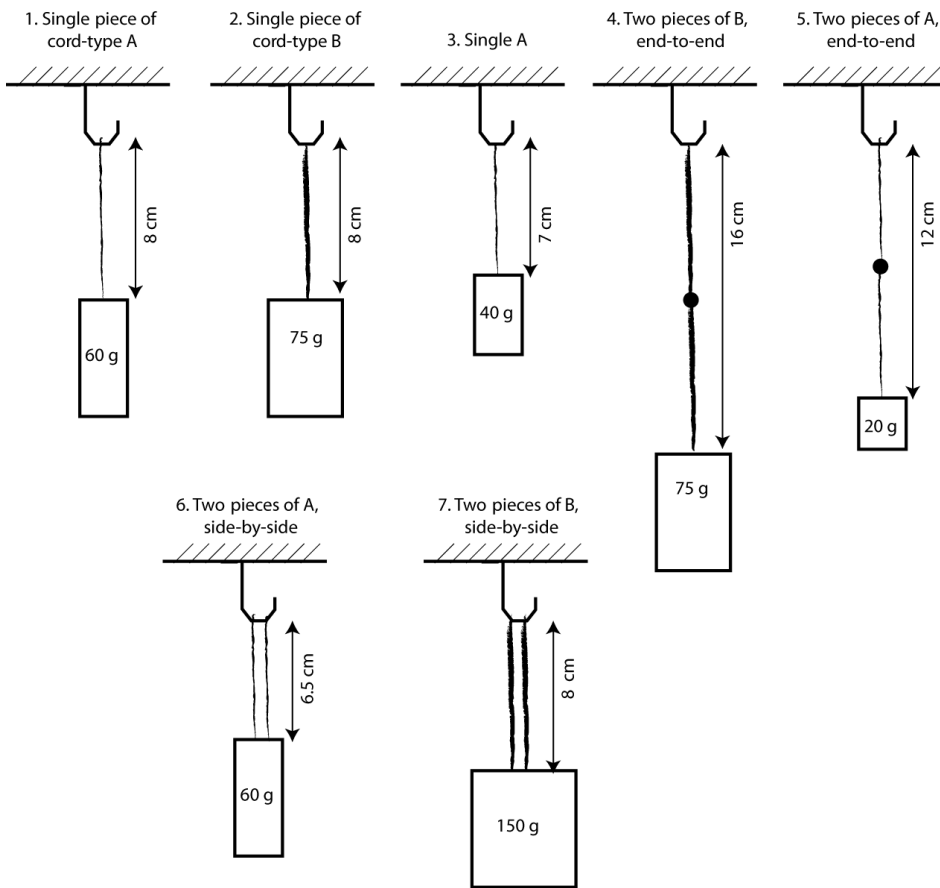 1. Single piece of
cord-type A
8 cm
60 g
2. Single piece of
cord-type B
8 cm
75 g
3. Single A
7 cm
40 g
4. Two pieces of B,
end-to-end
16 cm
75 g
5. Two pieces of A,
end-to-end
12 cm
20 g
6. Two pieces of A,
side-by-side
6.5 cm
60 g
7. Two pieces of B,
side-by-side
8 cm
150 g